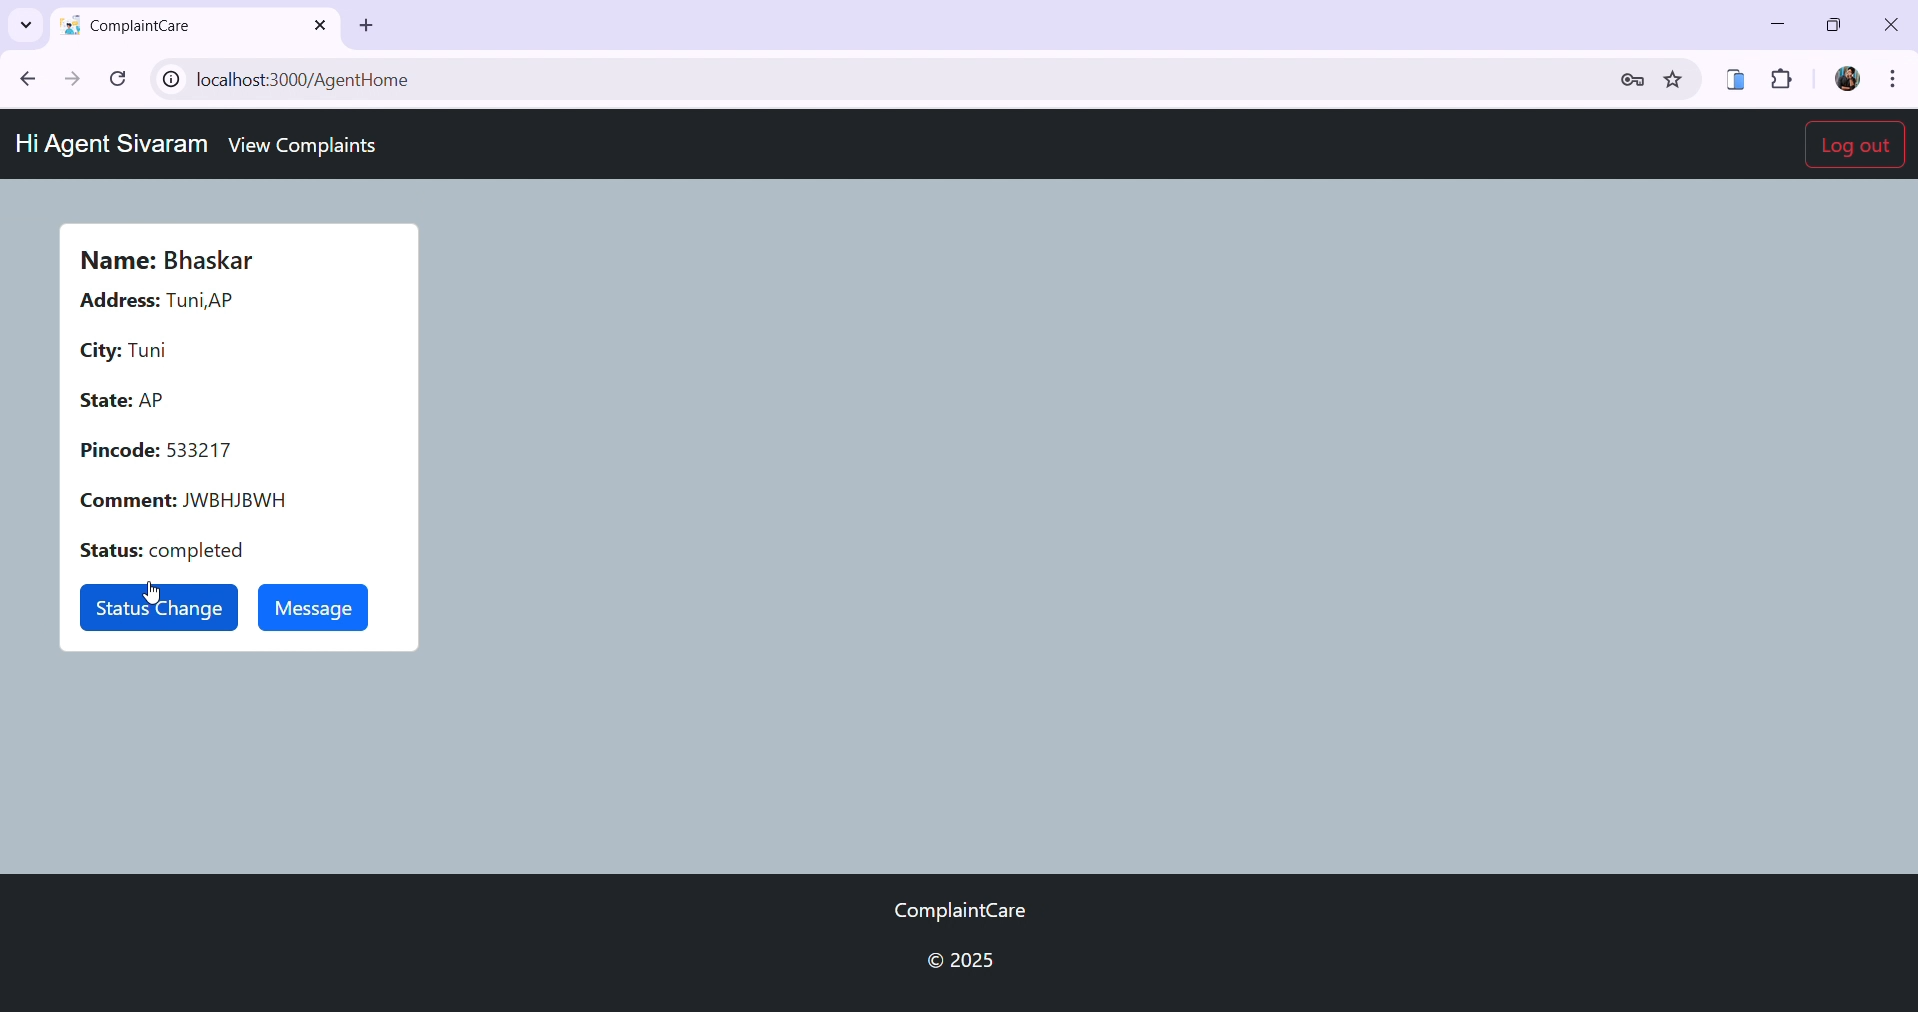 ComplaintCare
localhost:3000/AgentHome
Hi Agent Sivaram View Complaints Log out
Name: Bhaskar
Address: Tuni,AP
City: Tuni
State: AP
Pincode: 533217
Comment: JWBHJBWH
Status: completed
Status Change Message
ComplaintCare
© 2025